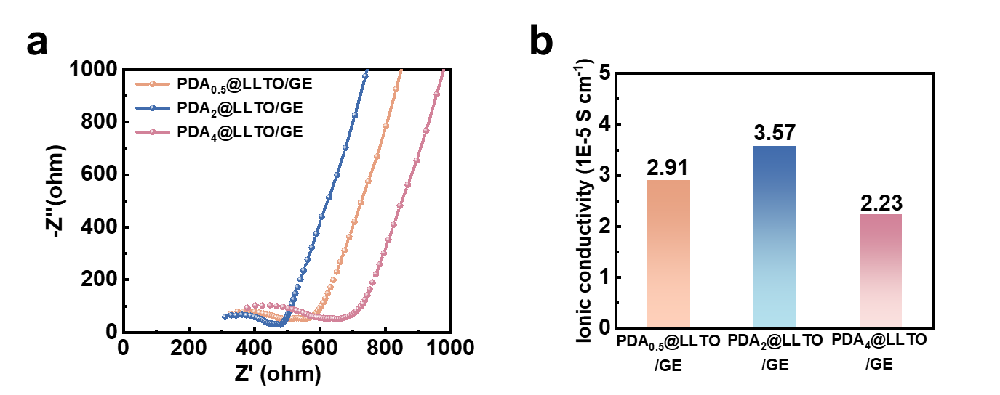 a
1000
800
600
400
200
0
-Z''(ohm)
PDA0.5@LLTO/GE
PDA2@LLTO/GE
PDA4@LLTO/GE
0 200 400 600 800 1000
Z' (ohm)
b
Ionic conductivity (1E-5 S cm-1)
5
4
3
2
1
0
2.91
3.57
2.23
PDA0.5@LLTO PDA2@LLTO PDA4@LLTO
/GE /GE /GE